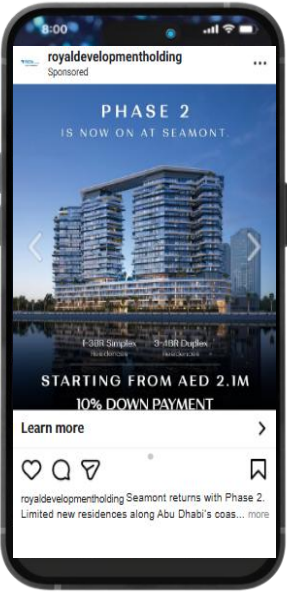 8:00
royaldevelopmentholding
Sponsored
PHASE 2
IS NOW ON AT SEAMONT.
1-3BR Simplex
Residences
3-4BR Duplex
Residences
STARTING FROM AED 2.1M
10% DOWN PAYMENT
Learn more
royaldevelopmentholding Seamont returns with Phase 2.
Limited new residences along Abu Dhabi's coas... more